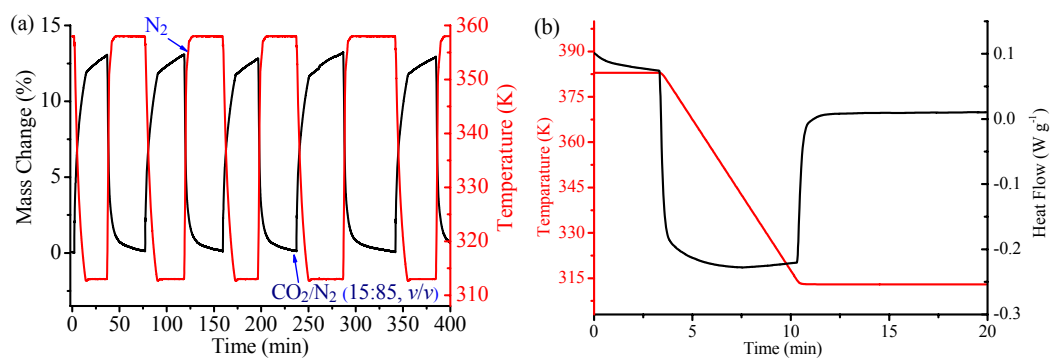 (a)
15
10
5
0
Mass Change (%)
0 50 100 150 200 250 300 350 400
Time (min)
N2
CO2/N2 (15:85, v/v)
360
350
340
330
320
310
Temperature (K)
(b)
390
375
360
345
330
315
Temparature (K)
0 5 10 15 20
Time (min)
0.1
0.0
-0.1
-0.2
-0.3
Heat Flow (W g-1)